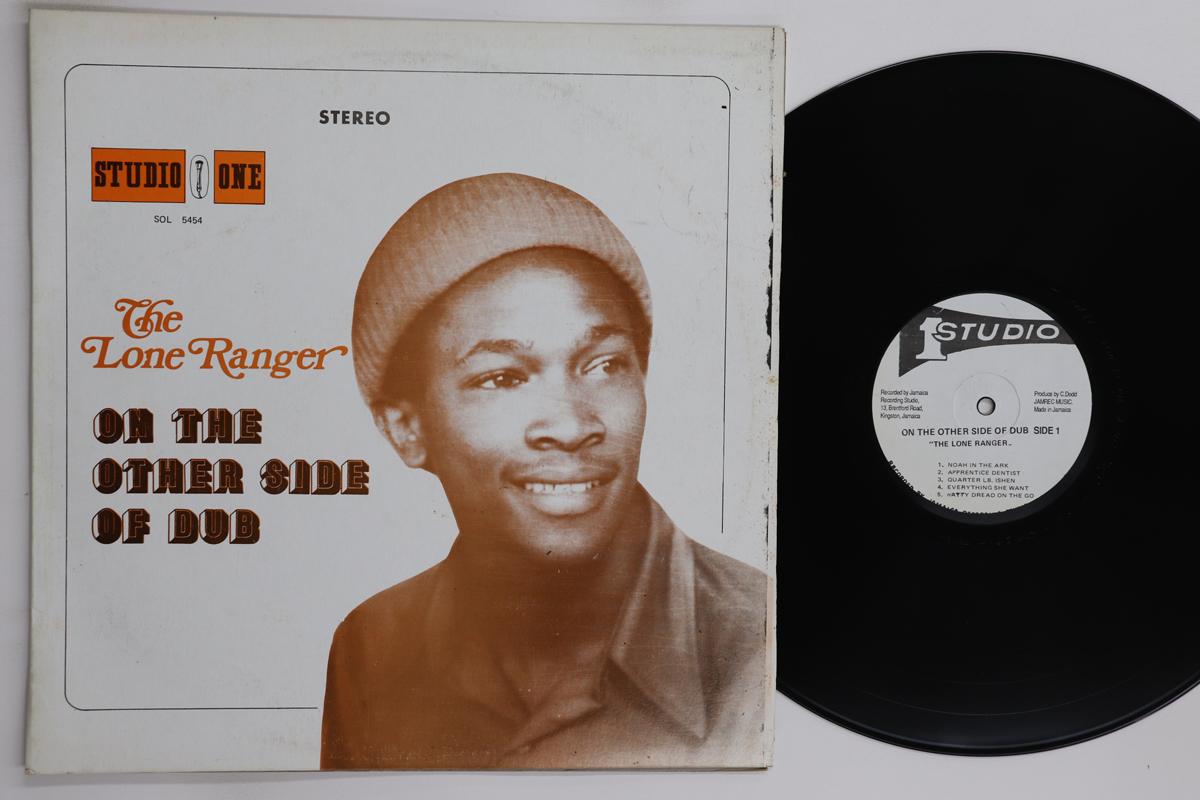 STEREO
STUDIO ONE
SOL 5454
The
Lone Ranger
ON THE
OTHER SIDE
OF DUB
1 STUDIO
Recorded by Jamaica
Recording Studio,
13, Brentford Road,
Kingston, Jamaica
Produce by C.Dodd
JAMREC MUSIC.
Made in Jamaica
ON THE OTHER SIDE OF DUB SIDE 1
"THE LONE RANGER"
1. NOAH IN THE ARK
2. APPRENTICE DENTIST
3. QUARTER LB. ISHEN
4. EVERYTHING SHE WANT
5. NATTY DREAD ON THE GO